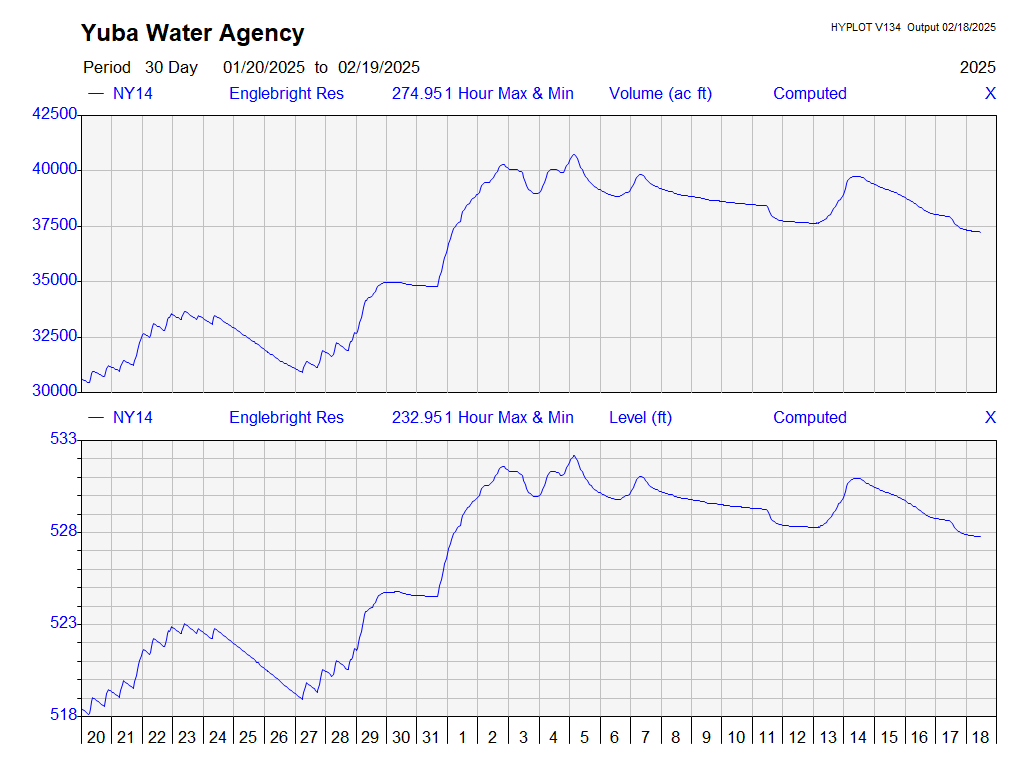 Yuba Water Agency
HYPLOT V134 Output 02/18/2025
Period 30 Day 01/20/2025 to 02/19/2025 2025
NY14 Englebright Res 274.951 Hour Max & Min Volume (ac ft) Computed X
42500
40000
37500
35000
32500
30000
NY14 Englebright Res 232.951 Hour Max & Min Level (ft) Computed X
533
528
523
518
20 21 22 23 24 25 26 27 28 29 30 31 1 2 3 4 5 6 7 8 9 10 11 12 13 14 15 16 17 18